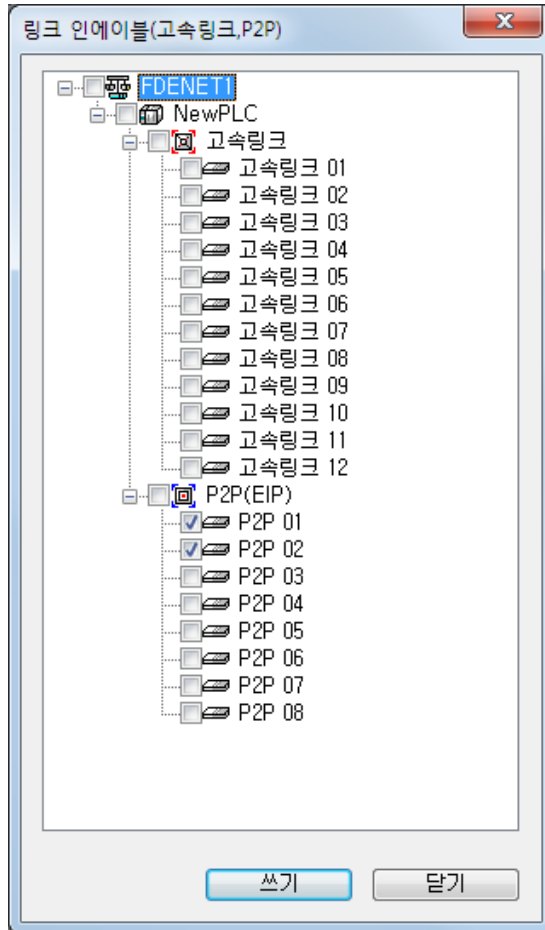 링크 인에이블(고속링크,P2P)
FDENET1
NewPLC
고속링크
고속링크 01
고속링크 02
고속링크 03
고속링크 04
고속링크 05
고속링크 06
고속링크 07
고속링크 08
고속링크 09
고속링크 10
고속링크 11
고속링크 12
P2P(EIP)
P2P 01
P2P 02
P2P 03
P2P 04
P2P 05
P2P 06
P2P 07
P2P 08
쓰기 닫기